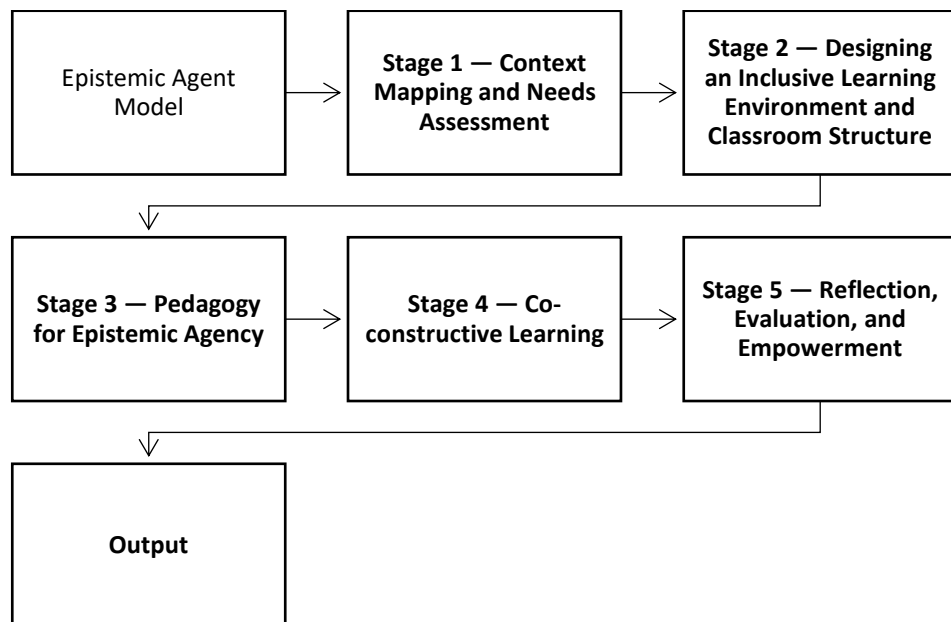 Epistemic Agent
Model
Stage 1 — Context
Mapping and Needs
Assessment
Stage 2 — Designing
an Inclusive Learning
Environment and
Classroom Structure
Stage 3 — Pedagogy
for Epistemic Agency
Stage 4 — Co-
constructive Learning
Stage 5 — Reflection,
Evaluation, and
Empowerment
Output